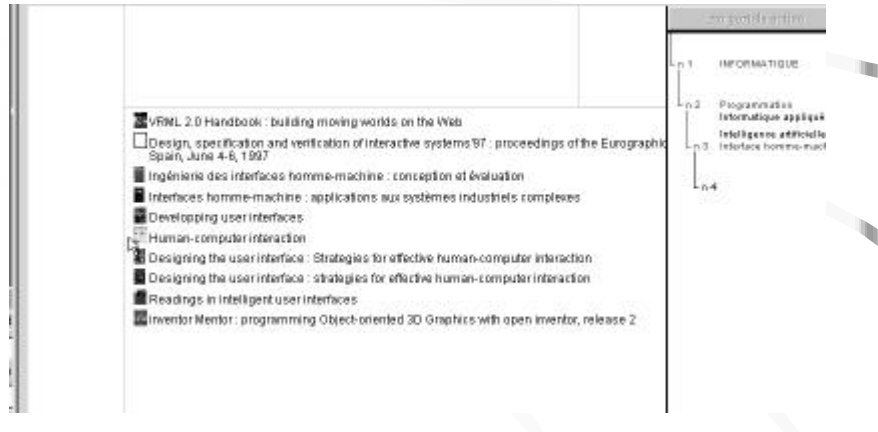 VRML 2.0 Handbook : building moving worlds on the Web
Design, specification and verification of interactive systems'97 : proceedings of the Eurographic
Spain, June 4-6, 1997
Ingénierie des interfaces homme-machine : conception et évaluation
Interfaces homme-machine : applications aux systèmes industriels complexes
Developping user interfaces
Human-computer interaction
Designing the user interface : Strategies for effective human-computer interaction
Designing the user interface : strategies for effective human-computer interaction
Readings in intelligent user interfaces
Inventor Mentor : programming Object-oriented 3D Graphics with open inventor, release 2
n 1 INFORMATIQUE
n 2 Programmation
Informatique appliqué
Intelligence artificielle
n 3 Interface homme-mach
n 4